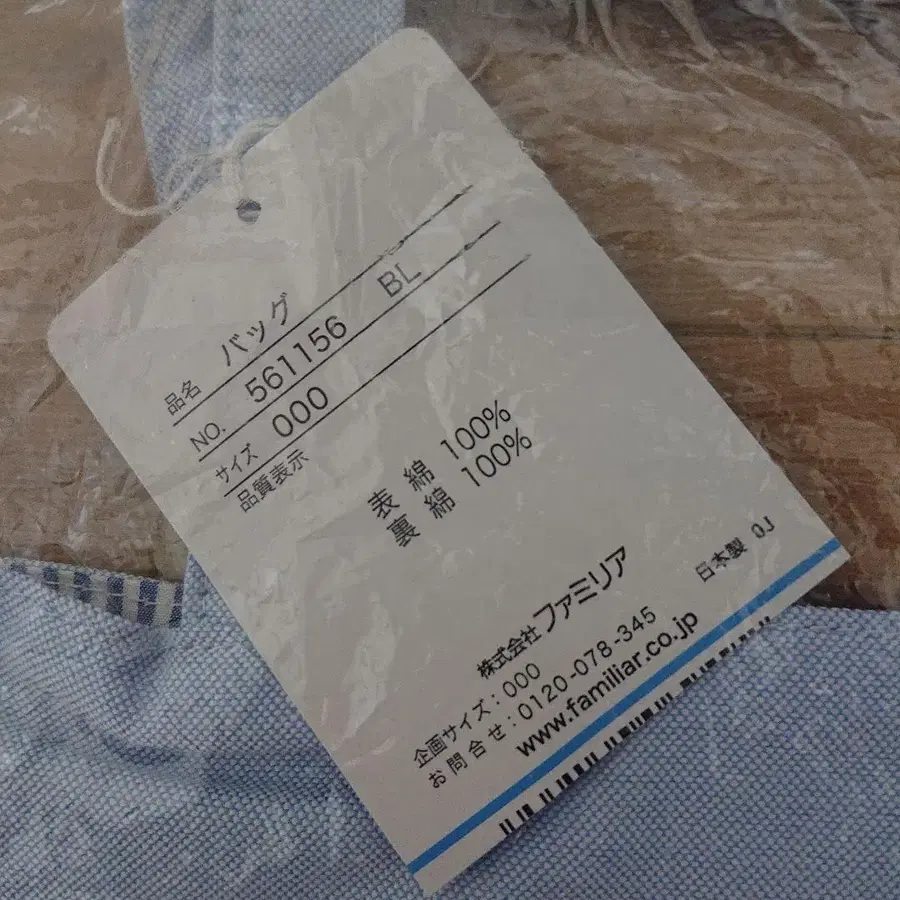 品名 バッグ
NO. 561156 BL
サイズ 000
品質表示
表 綿 100%
裏 綿 100%
日本製 0J
株式会社ファミリア
企画サイズ:000
お問合せ:0120-078-345
www.familiar.co.jp